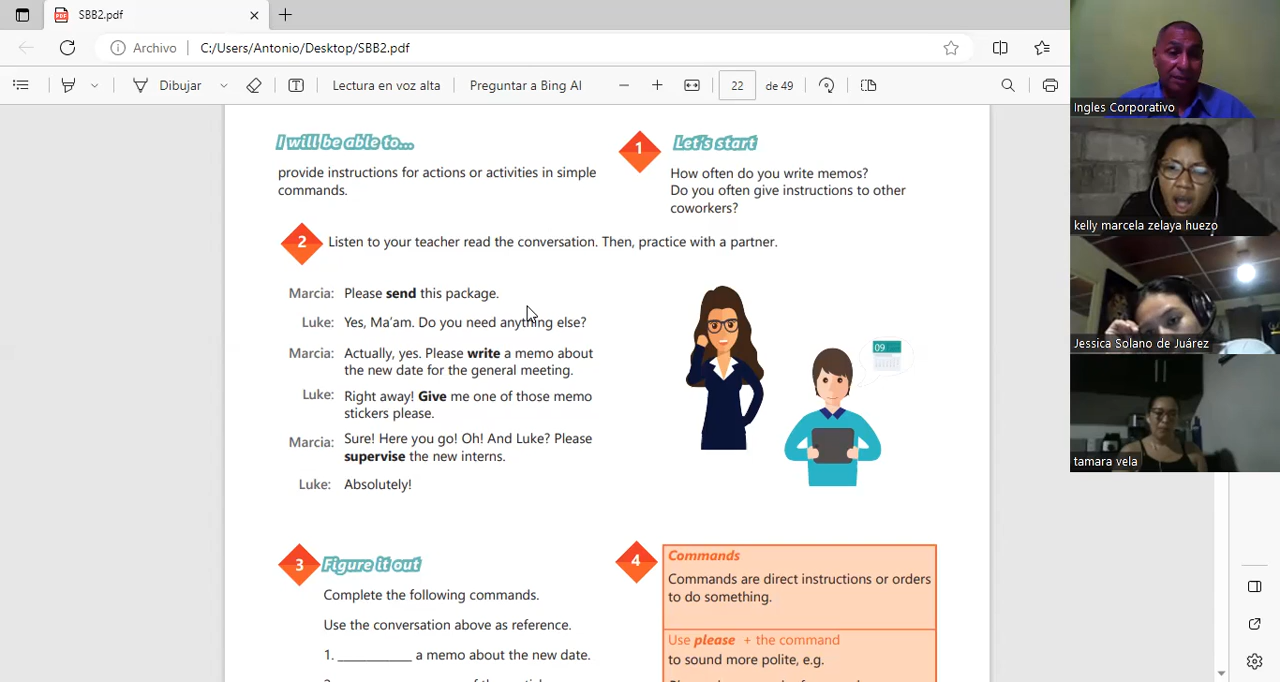 SBB2.pdf
Archivo
C:/Users/Antonio/Desktop/SBB2.pdf
Dibujar
Lectura en voz alta
Preguntar a Bing AI
22
de 49
I will be able to...
provide instructions for actions or activities in simple
commands.
1
Let's start
How often do you write memos?
Do you often give instructions to other
coworkers?
2
Listen to your teacher read the conversation. Then, practice with a partner.
Marcia: Please send this package.
Luke: Yes, Ma'am. Do you need anything else?
Marcia: Actually, yes. Please write a memo about
the new date for the general meeting.
Luke: Right away! Give me one of those memo
stickers please.
Marcia: Sure! Here you go! Oh! And Luke? Please
supervise the new interns.
Luke: Absolutely!
09
3
Figure it out
Complete the following commands.
Use the conversation above as reference.
1. ____________ a memo about the new date.
4
Commands
Commands are direct instructions or orders
to do something.
Use please + the command
to sound more polite, e.g.
Ingles Corporativo
kelly marcela zelaya huezo
Jessica Solano de Juárez
tamara vela